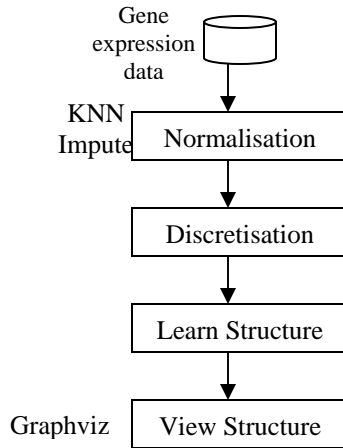 Gene
expression
data
KNN
Impute
Normalisation
Discretisation
Learn Structure
Graphviz
View Structure